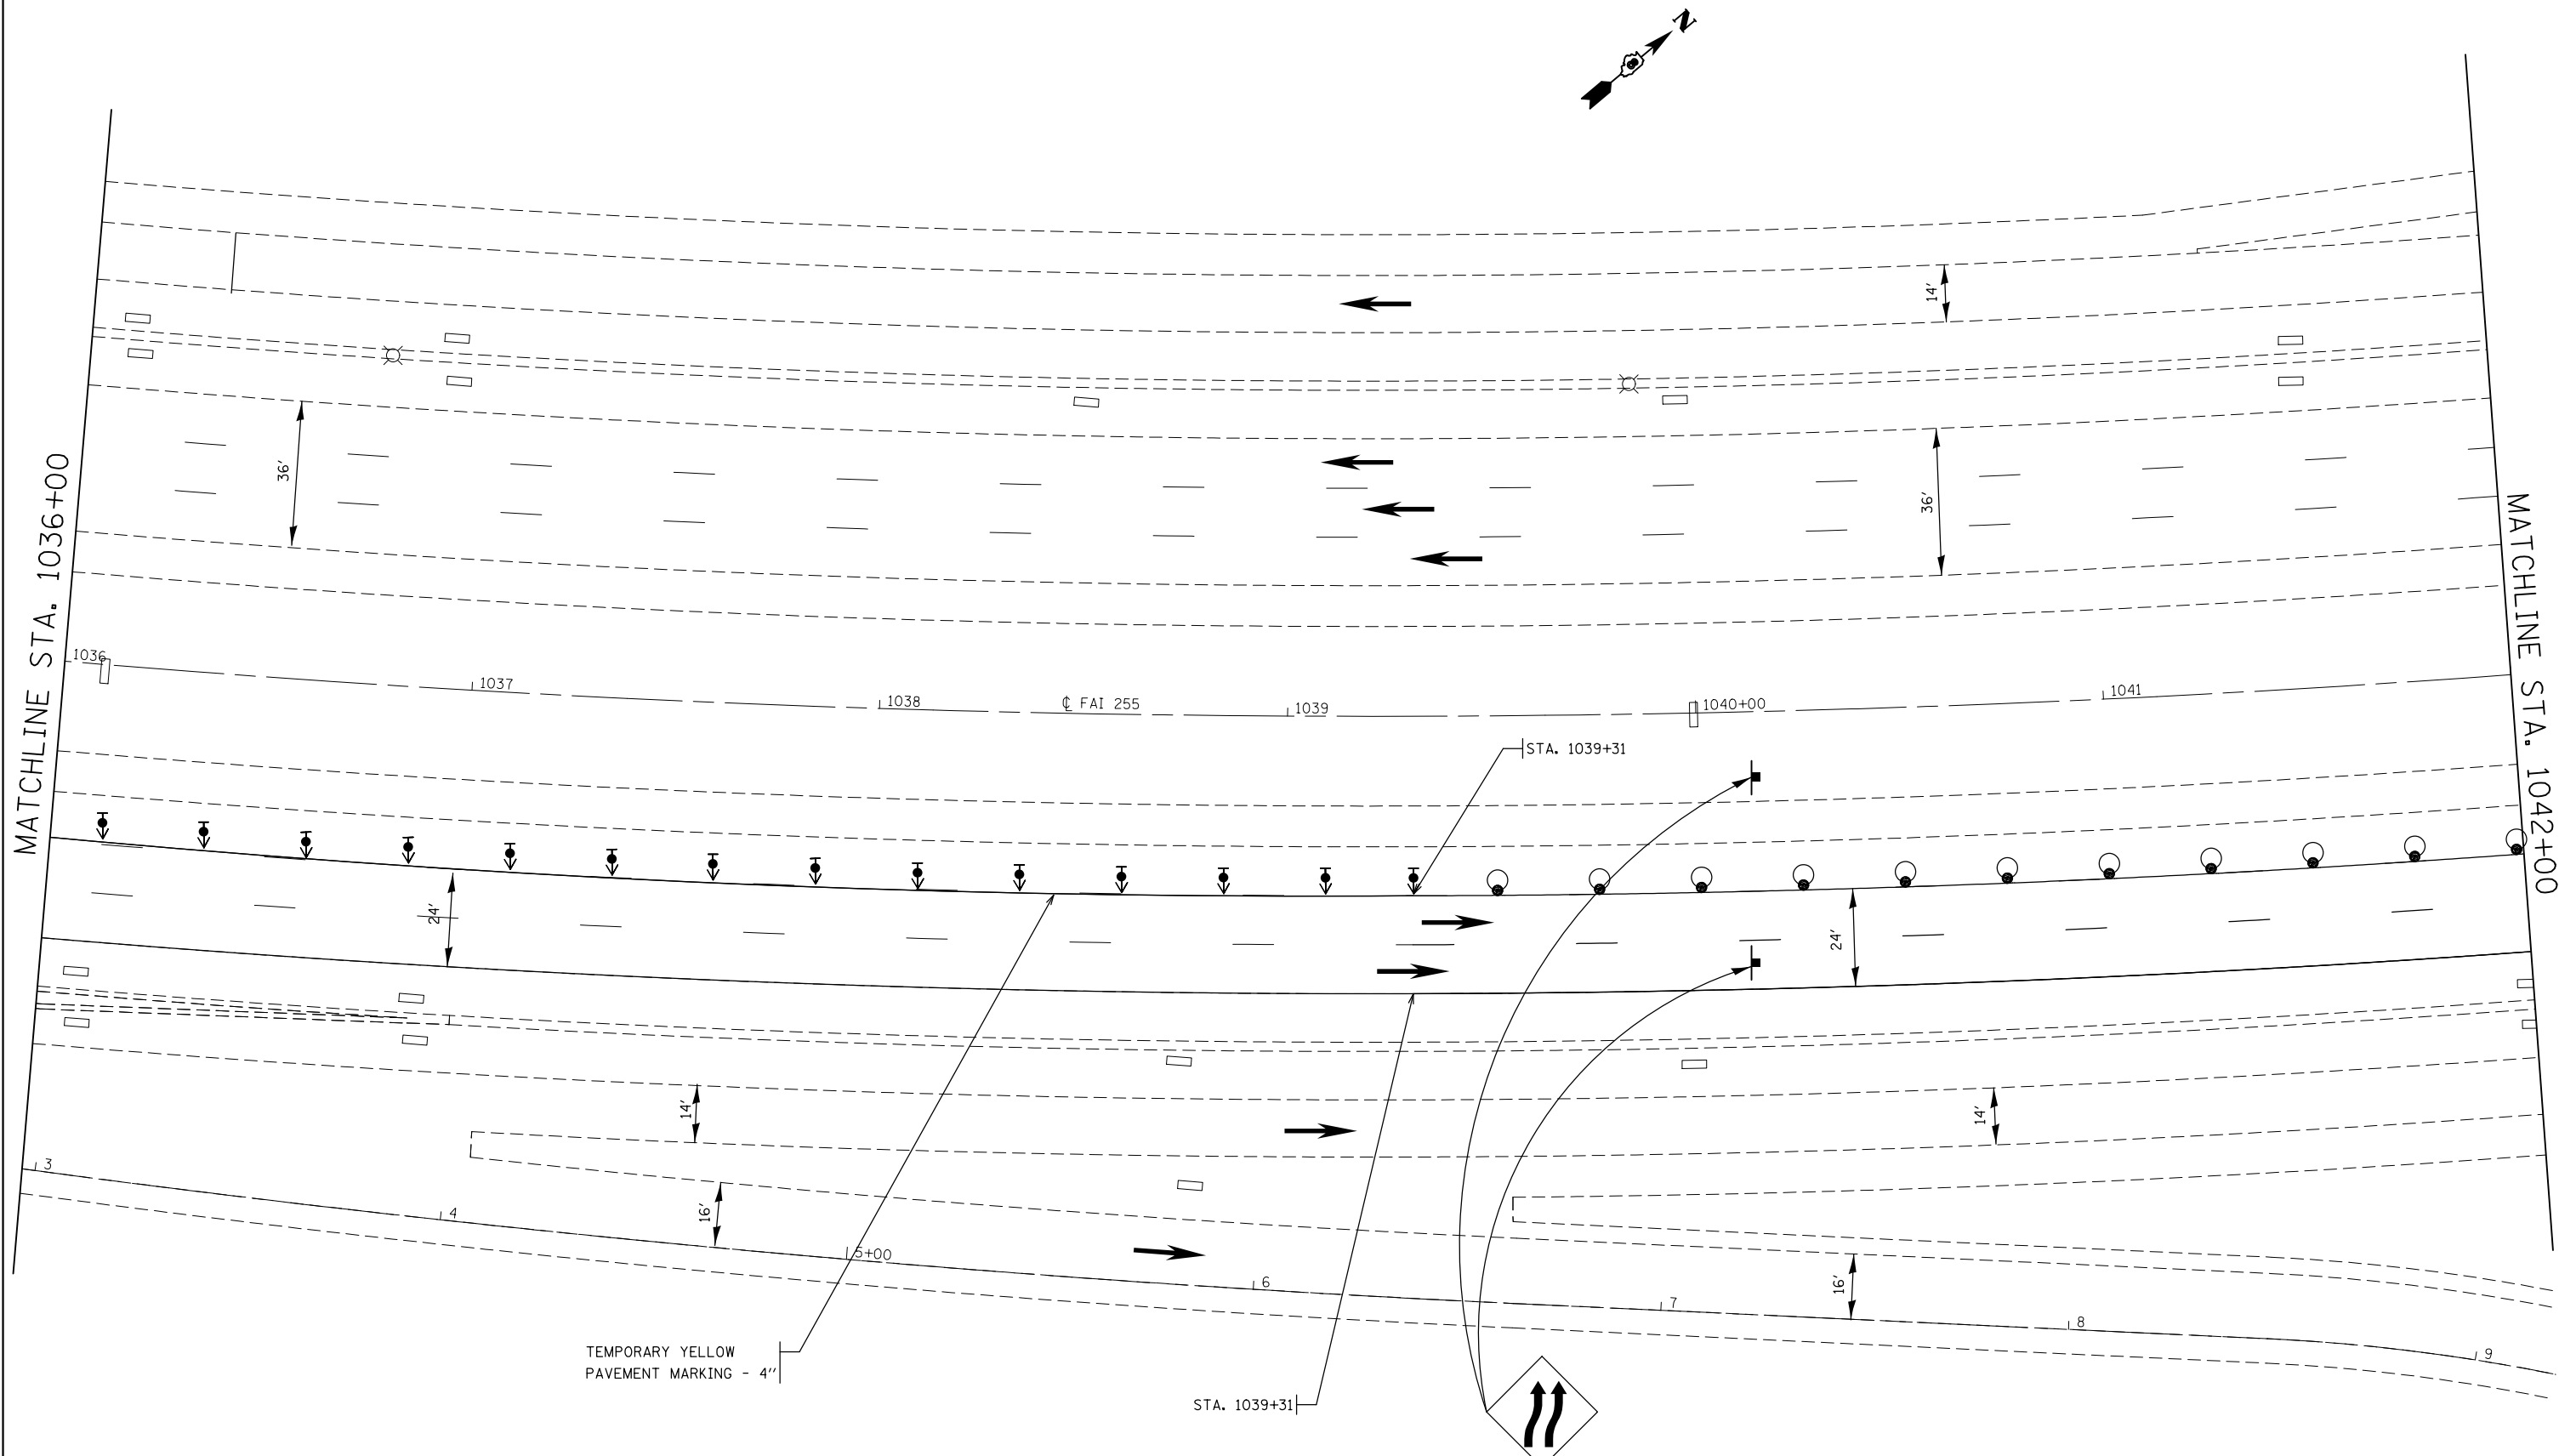 N
MATCHLINE STA. 1036+00
MATCHLINE STA. 1042+00
14'
36'
36'
1036
1037
1038
℄ FAI 255
1039
1040+00
1041
STA. 1039+31
24'
24'
14'
14'
3
4
5+00
6
7
8
9
16'
16'
TEMPORARY YELLOW
PAVEMENT MARKING - 4"
STA. 1039+31